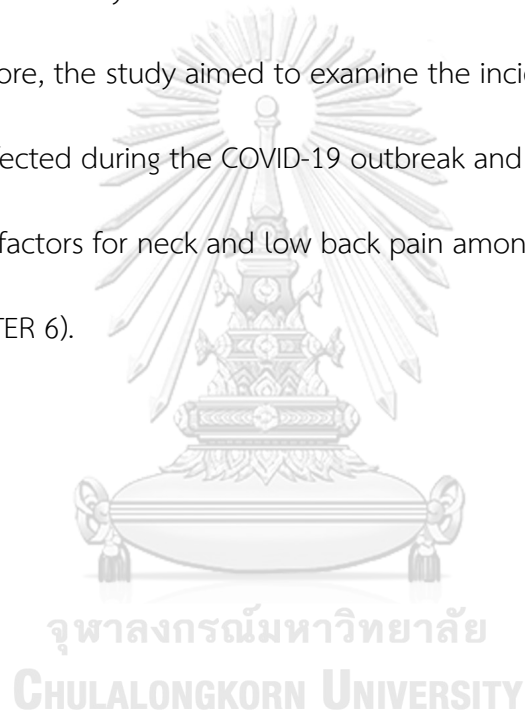 ore, the study aimed to examine the inci
fected during the COVID-19 outbreak and
factors for neck and low back pain amon
TER 6).
จุฬาลงกรณ์มหาวิทยาลัย
CHULALONGKORN UNIVERSITY